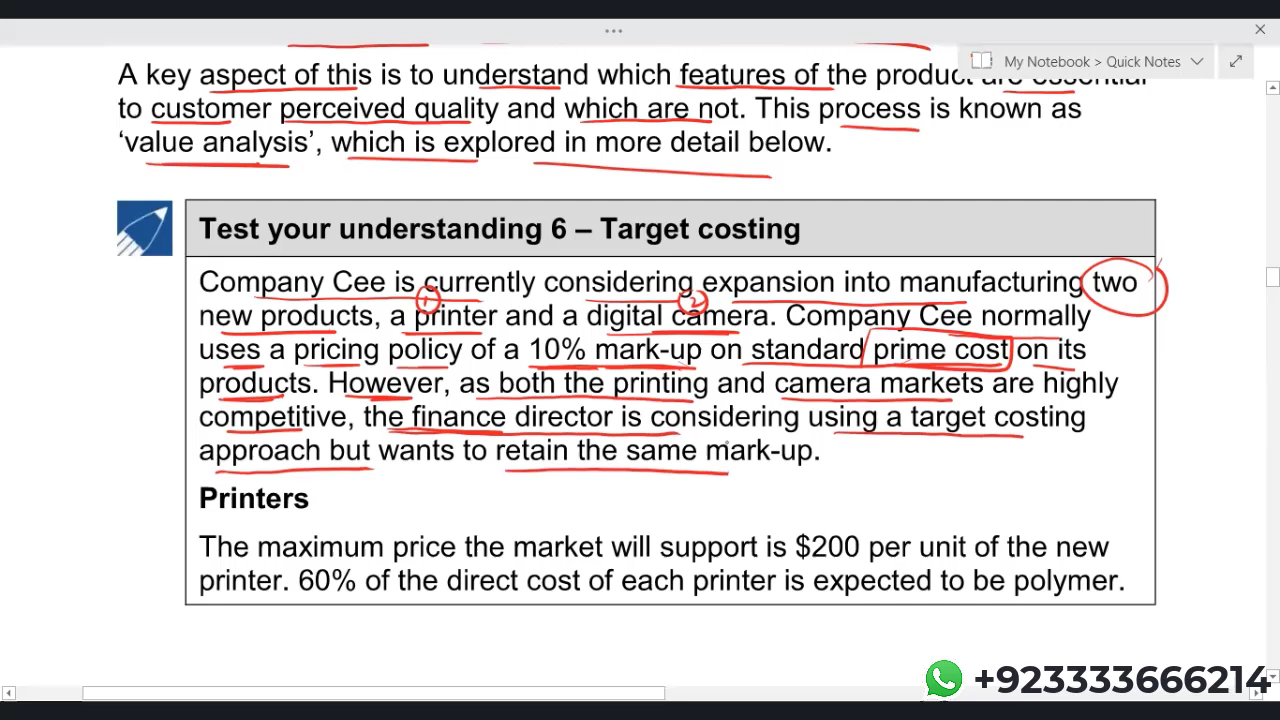 My Notebook > Quick Notes
A key aspect of this is to understand which features of the product are essential
to customer perceived quality and which are not. This process is known as
‘value analysis’, which is explored in more detail below.
Test your understanding 6 – Target costing
Company Cee is currently considering expansion into manufacturing two
1 2
new products, a printer and a digital camera. Company Cee normally
uses a pricing policy of a 10% mark-up on standard prime cost on its
products. However, as both the printing and camera markets are highly
competitive, the finance director is considering using a target costing
approach but wants to retain the same mark-up.
Printers
The maximum price the market will support is $200 per unit of the new
printer. 60% of the direct cost of each printer is expected to be polymer.
+923333666214